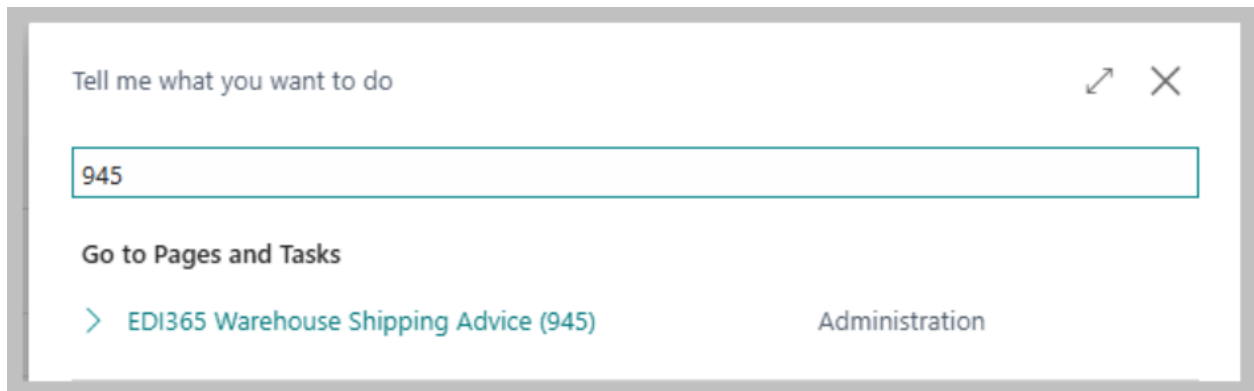 Tell me what you want to do
945
Go to Pages and Tasks
EDI365 Warehouse Shipping Advice (945) Administration